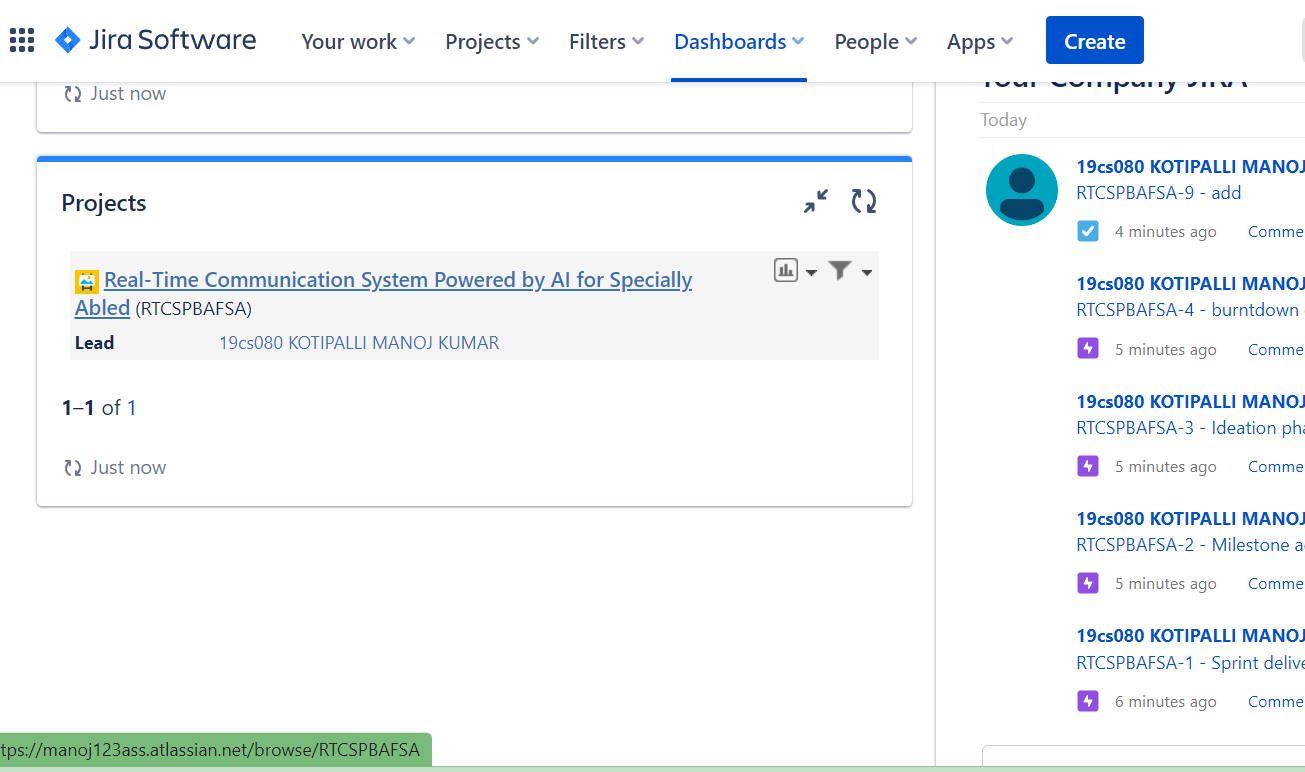 Jira Software Your work Projects Filters Dashboards People Apps Create
Just now
Projects
Real-Time Communication System Powered by AI for Specially
Abled (RTCSPBAFSA)
Lead 19cs080 KOTIPALLI MANOJ KUMAR
1–1 of 1
Just now
Your Company JIRA
Today
19cs080 KOTIPALLI MANOJ
RTCSPBAFSA-9 - add
4 minutes ago Comme
19cs080 KOTIPALLI MANOJ
RTCSPBAFSA-4 - burntdown
5 minutes ago Comme
19cs080 KOTIPALLI MANOJ
RTCSPBAFSA-3 - Ideation pha
5 minutes ago Comme
19cs080 KOTIPALLI MANOJ
RTCSPBAFSA-2 - Milestone a
5 minutes ago Comme
19cs080 KOTIPALLI MANOJ
RTCSPBAFSA-1 - Sprint delive
6 minutes ago Comme
tps://manoj123ass.atlassian.net/browse/RTCSPBAFSA